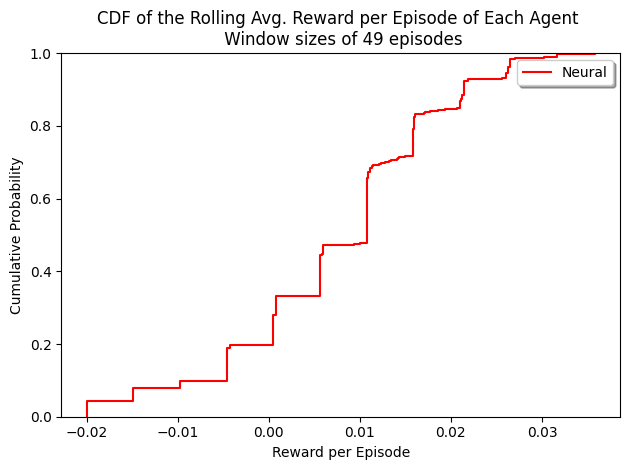 CDF of the Rolling Avg. Reward per Episode of Each Agent
Window sizes of 49 episodes
Neural
1.0
0.8
0.6
0.4
0.2
0.0
Cumulative Probability
−0.02
−0.01
0.00
0.01
0.02
0.03
Reward per Episode